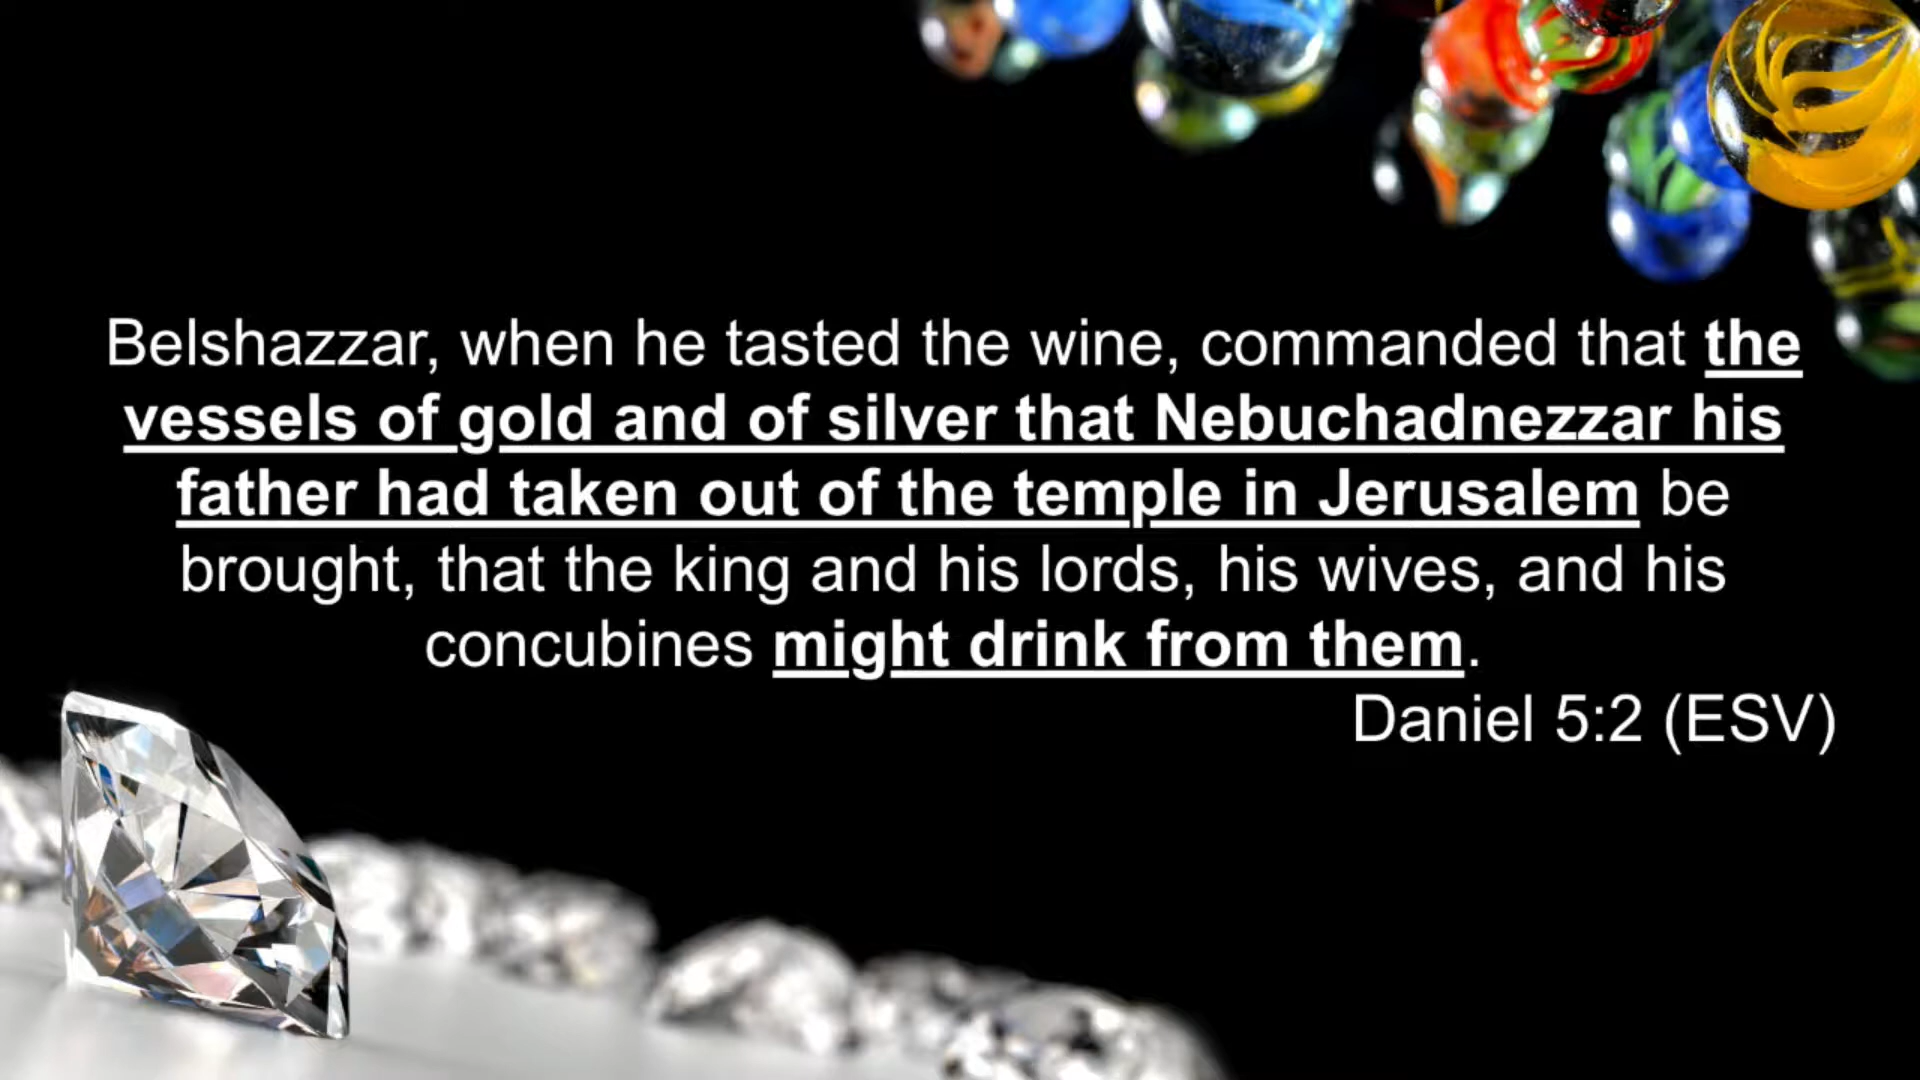 Belshazzar, when he tasted the wine, commanded that the
vessels of gold and of silver that Nebuchadnezzar his
father had taken out of the temple in Jerusalem be
brought, that the king and his lords, his wives, and his
concubines might drink from them.
Daniel 5:2 (ESV)